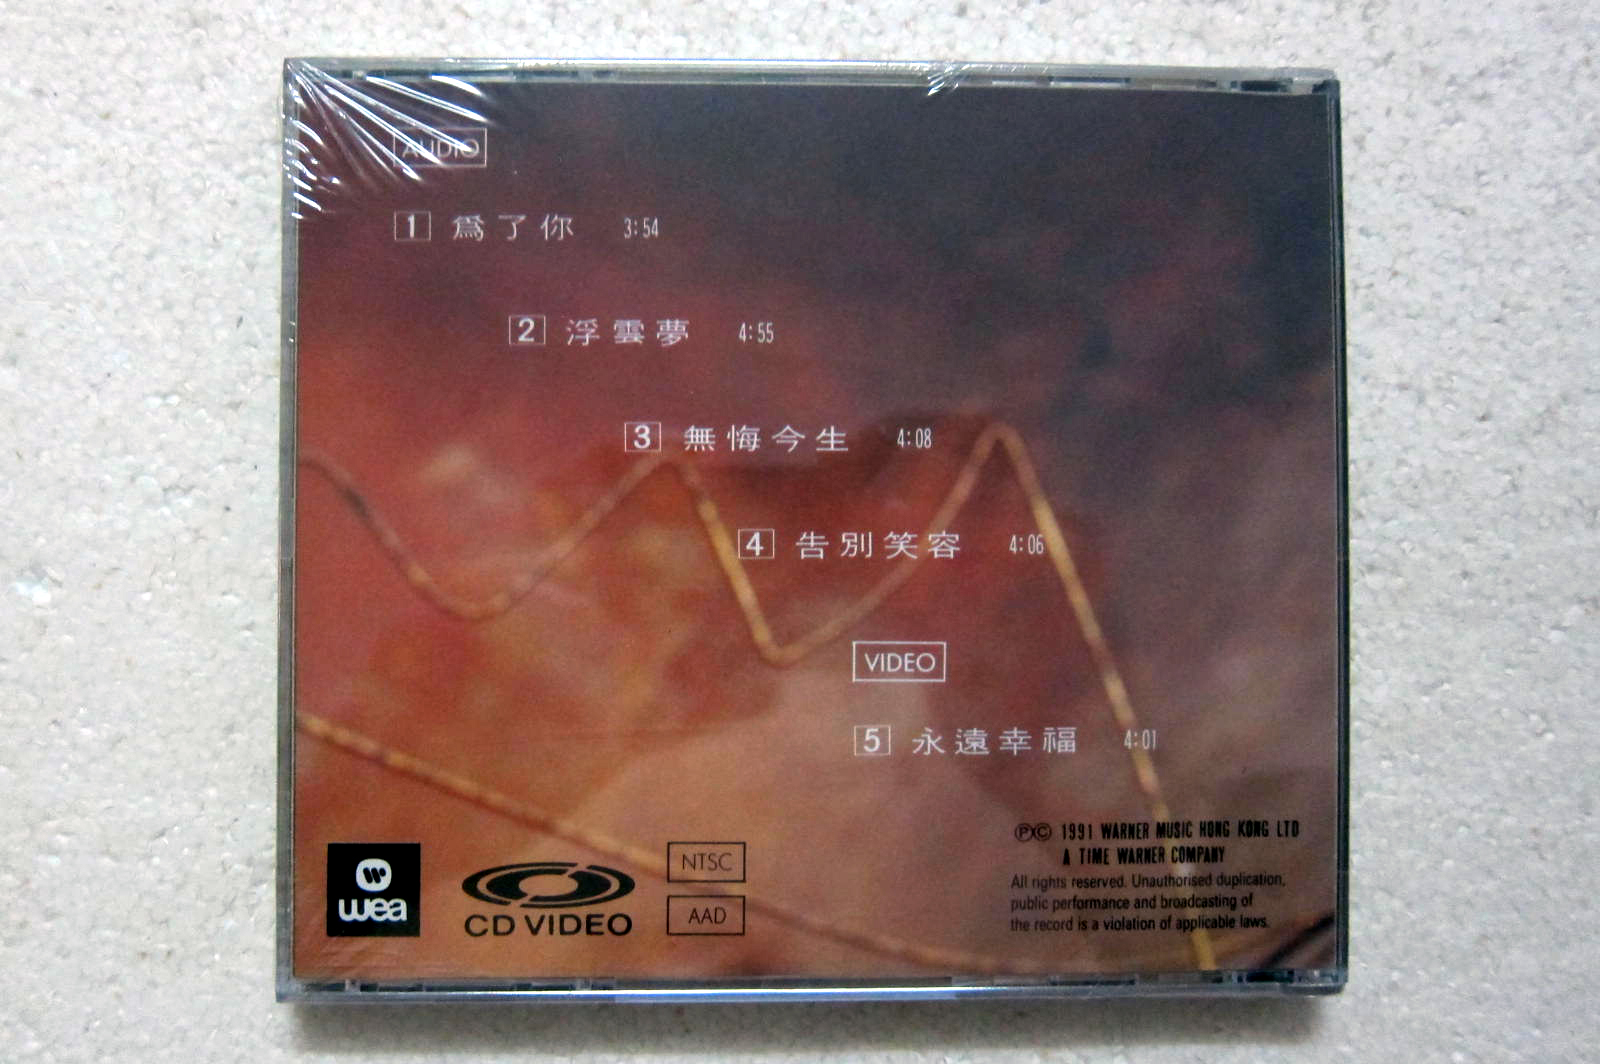 AUDIO
1 爲了你 3:54
2 浮雲夢 4:55
3 無悔今生 4:08
4 告別笑容 4:06
VIDEO
5 永遠幸福 4:01
wea
CD VIDEO
NTSC
AAD
ⓅⒸ 1991 WARNER MUSIC HONG KONG LTD
A TIME WARNER COMPANY
All rights reserved. Unauthorised duplication,
public performance and broadcasting of
the record is a violation of applicable laws.